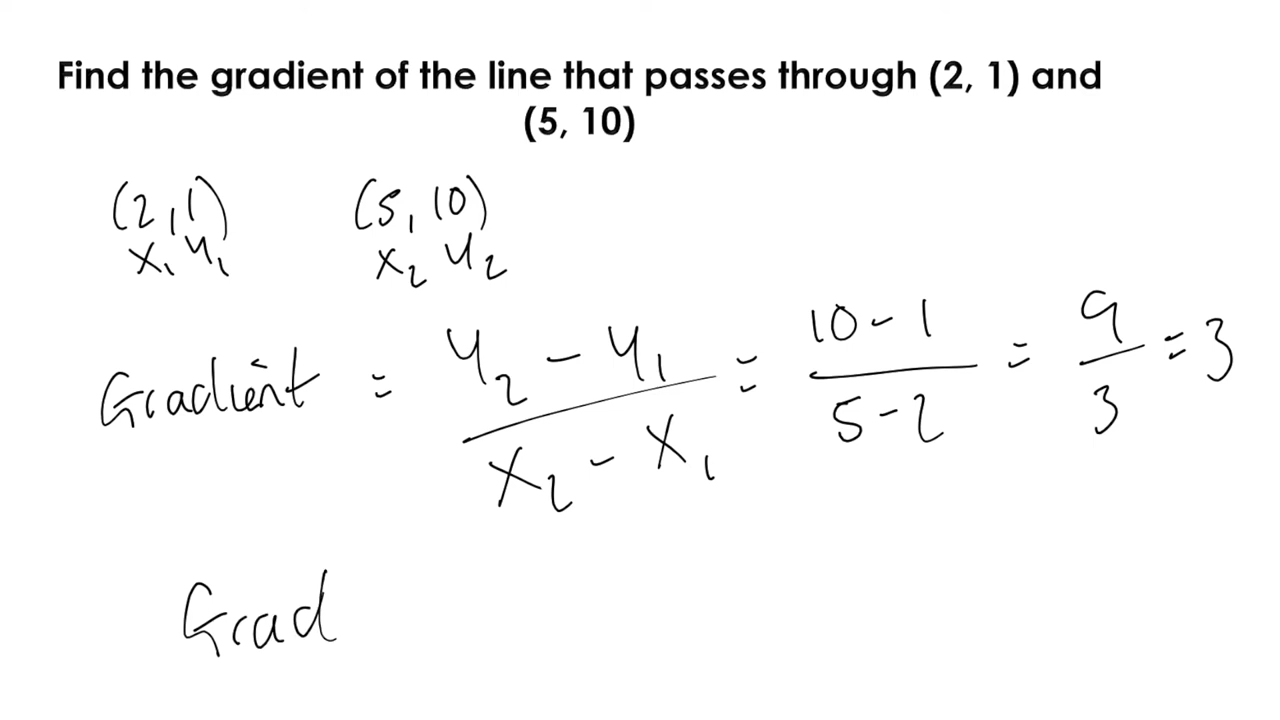 Find the gradient of the line that passes through (2, 1) and
(5, 10)
(2,1) (5,10)
x₁ y₁ x₂ y₂
Gradient = y₂ - y₁ / x₂ - x₁ = 10-1 / 5-2 = 9/3 = 3
Grad